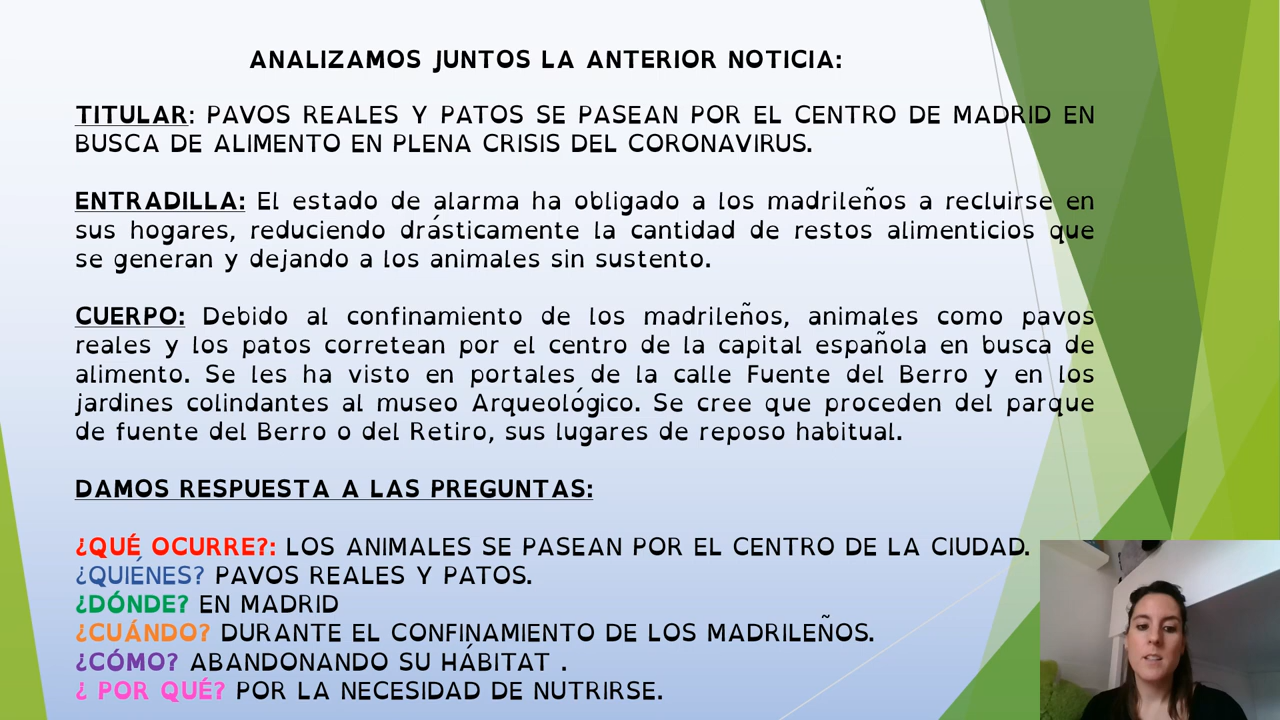 ANALIZAMOS JUNTOS LA ANTERIOR NOTICIA:
TITULAR: PAVOS REALES Y PATOS SE PASEAN POR EL CENTRO DE MADRID EN
BUSCA DE ALIMENTO EN PLENA CRISIS DEL CORONAVIRUS.
ENTRADILLA: El estado de alarma ha obligado a los madrileños a recluirse en
sus hogares, reduciendo drásticamente la cantidad de restos alimenticios que
se generan y dejando a los animales sin sustento.
CUERPO: Debido al confinamiento de los madrileños, animales como pavos
reales y los patos corretean por el centro de la capital española en busca de
alimento. Se les ha visto en portales de la calle Fuente del Berro y en los
jardines colindantes al museo Arqueológico. Se cree que proceden del parque
de fuente del Berro o del Retiro, sus lugares de reposo habitual.
DAMOS RESPUESTA A LAS PREGUNTAS:
¿QUÉ OCURRE?: LOS ANIMALES SE PASEAN POR EL CENTRO DE LA CIUDAD.
¿QUIÉNES? PAVOS REALES Y PATOS.
¿DÓNDE? EN MADRID
¿CUÁNDO? DURANTE EL CONFINAMIENTO DE LOS MADRILEÑOS.
¿CÓMO? ABANDONANDO SU HÁBITAT .
¿ POR QUÉ? POR LA NECESIDAD DE NUTRIRSE.